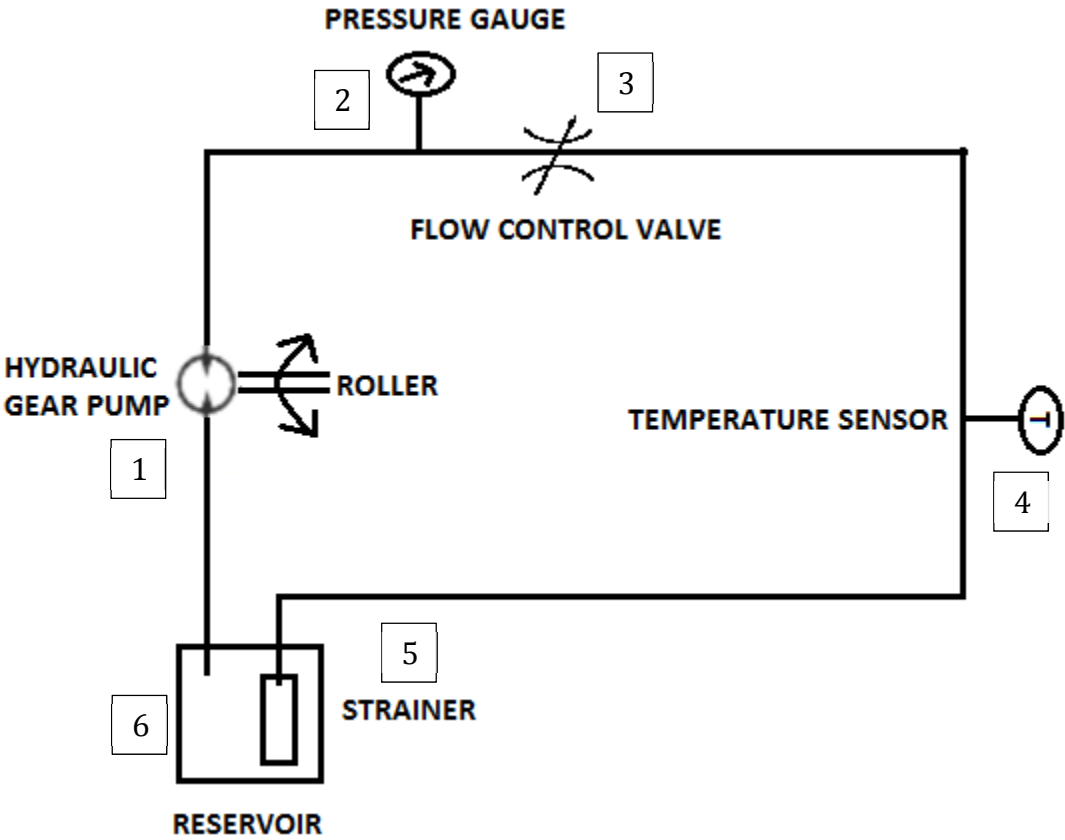 PRESSURE GAUGE
2
3
FLOW CONTROL VALVE
HYDRAULIC
GEAR PUMP
ROLLER
1
TEMPERATURE SENSOR
T
4
5
6
STRAINER
RESERVOIR